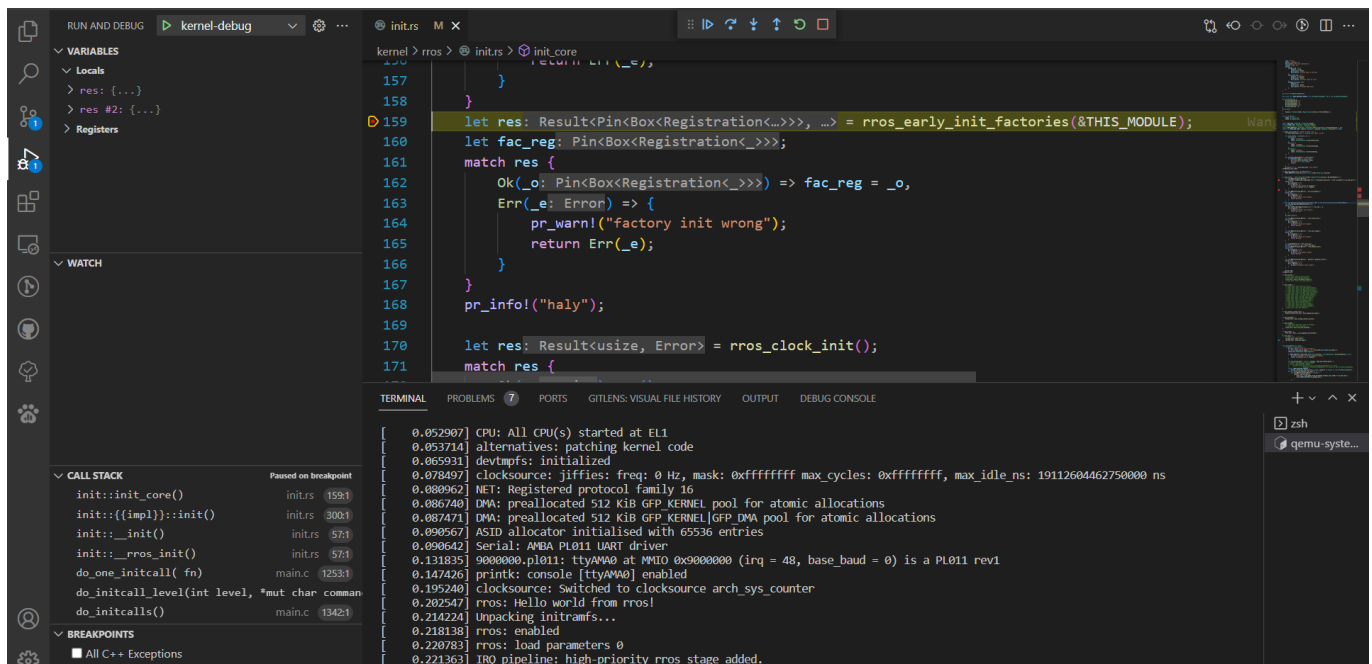 RUN AND DEBUG kernel-debug
VARIABLES
Locals
res: {...}
res #2: {...}
Registers
WATCH
CALL STACK Paused on breakpoint
init::init_core() init.rs 159:1
init::{{impl}}::init() init.rs 300:1
init::__init() init.rs 57:1
init::__rros_init() init.rs 57:1
do_one_initcall( fn) main.c 1253:1
do_initcall_level(int level, *mut char comman
do_initcalls() main.c 1342:1
BREAKPOINTS
All C++ Exceptions
1
1
init.rs M
kernel > rros > init.rs > init_core
156 return Err(_e);
157 }
158 }
159 let res: Result<Pin<Box<Registration<…>>>, …> = rros_early_init_factories(&THIS_MODULE); Wan
160 let fac_reg: Pin<Box<Registration<_>>>;
161 match res {
162 Ok(_o: Pin<Box<Registration<_>>>) => fac_reg = _o,
163 Err(_e: Error) => {
164 pr_warn!("factory init wrong");
165 return Err(_e);
166 }
167 }
168 pr_info!("haly");
169
170 let res: Result<usize, Error> = rros_clock_init();
171 match res {
TERMINAL PROBLEMS 7 PORTS GITLENS: VISUAL FILE HISTORY OUTPUT DEBUG CONSOLE
[ 0.052907] CPU: All CPU(s) started at EL1
[ 0.053714] alternatives: patching kernel code
[ 0.065931] devtmpfs: initialized
[ 0.078497] clocksource: jiffies: freq: 0 Hz, mask: 0xffffffff max_cycles: 0xffffffff, max_idle_ns: 19112604462750000 ns
[ 0.080962] NET: Registered protocol family 16
[ 0.086740] DMA: preallocated 512 KiB GFP_KERNEL pool for atomic allocations
[ 0.087471] DMA: preallocated 512 KiB GFP_KERNEL|GFP_DMA pool for atomic allocations
[ 0.090567] ASID allocator initialised with 65536 entries
[ 0.090642] Serial: AMBA PL011 UART driver
[ 0.131835] 9000000.pl011: ttyAMA0 at MMIO 0x9000000 (irq = 48, base_baud = 0) is a PL011 rev1
[ 0.147426] printk: console [ttyAMA0] enabled
[ 0.195240] clocksource: Switched to clocksource arch_sys_counter
[ 0.202547] rros: Hello world from rros!
[ 0.214224] Unpacking initramfs...
[ 0.218138] rros: enabled
[ 0.220783] rros: load parameters 0
[ 0.221363] IRQ pipeline: high-priority rros stage added.
zsh
qemu-syste...